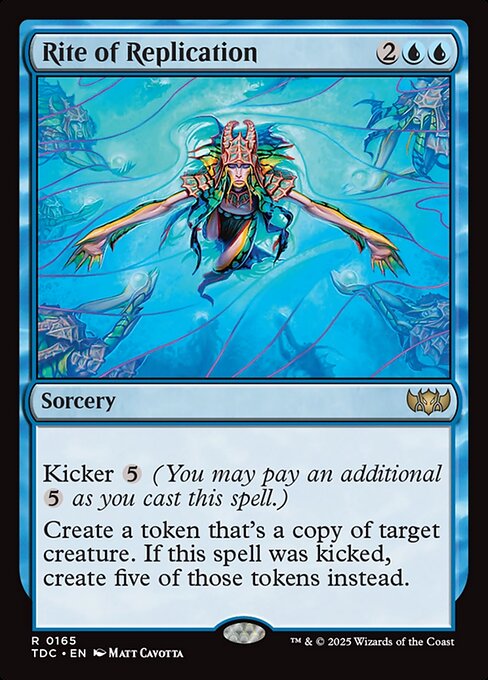 Rite of Replication 2
Sorcery
Kicker 5 (You may pay an additional
5 as you cast this spell.)
Create a token that's a copy of target
creature. If this spell was kicked,
create five of those tokens instead.
R 0165
TDC • EN Matt Cavotta
™ & © 2025 Wizards of the Coast